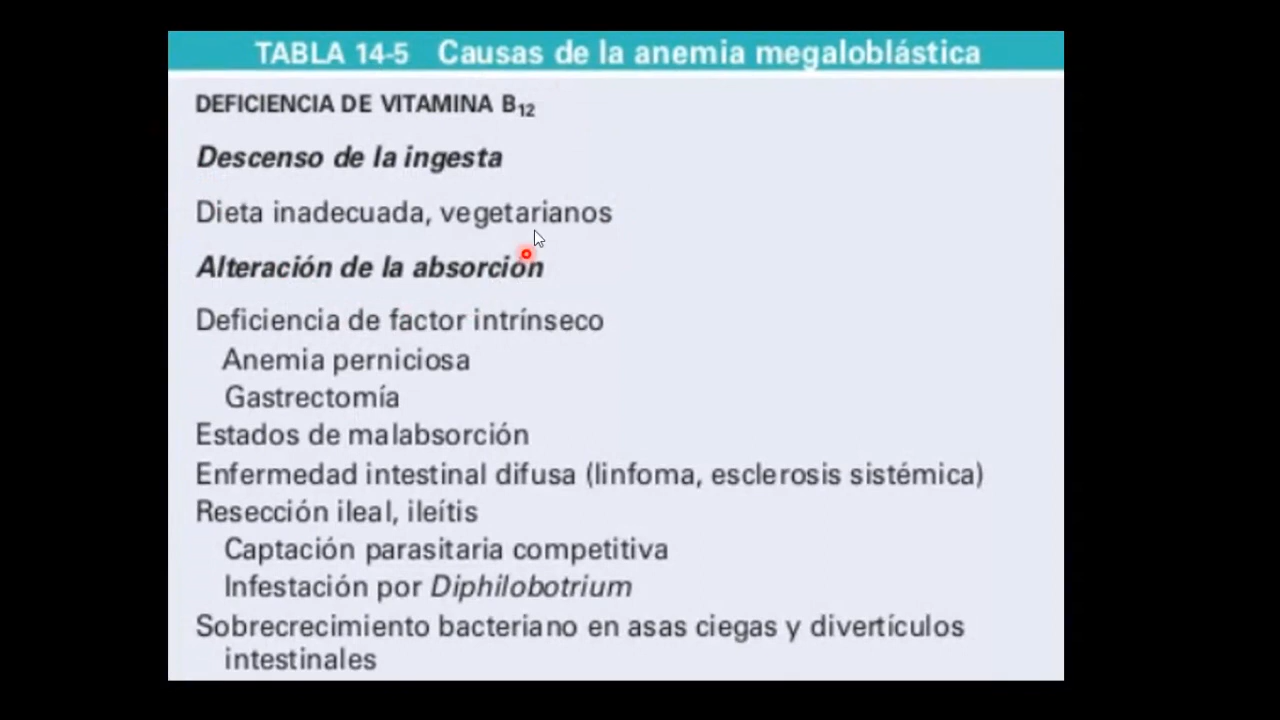 TABLA 14-5 Causas de la anemia megaloblástica
DEFICIENCIA DE VITAMINA B₁₂
Descenso de la ingesta
Dieta inadecuada, vegetarianos
Alteración de la absorción
Deficiencia de factor intrínseco
Anemia perniciosa
Gastrectomía
Estados de malabsorción
Enfermedad intestinal difusa (linfoma, esclerosis sistémica)
Resección ileal, ileítis
Captación parasitaria competitiva
Infestación por Diphilobotrium
Sobrecrecimiento bacteriano en asas ciegas y divertículos
intestinales